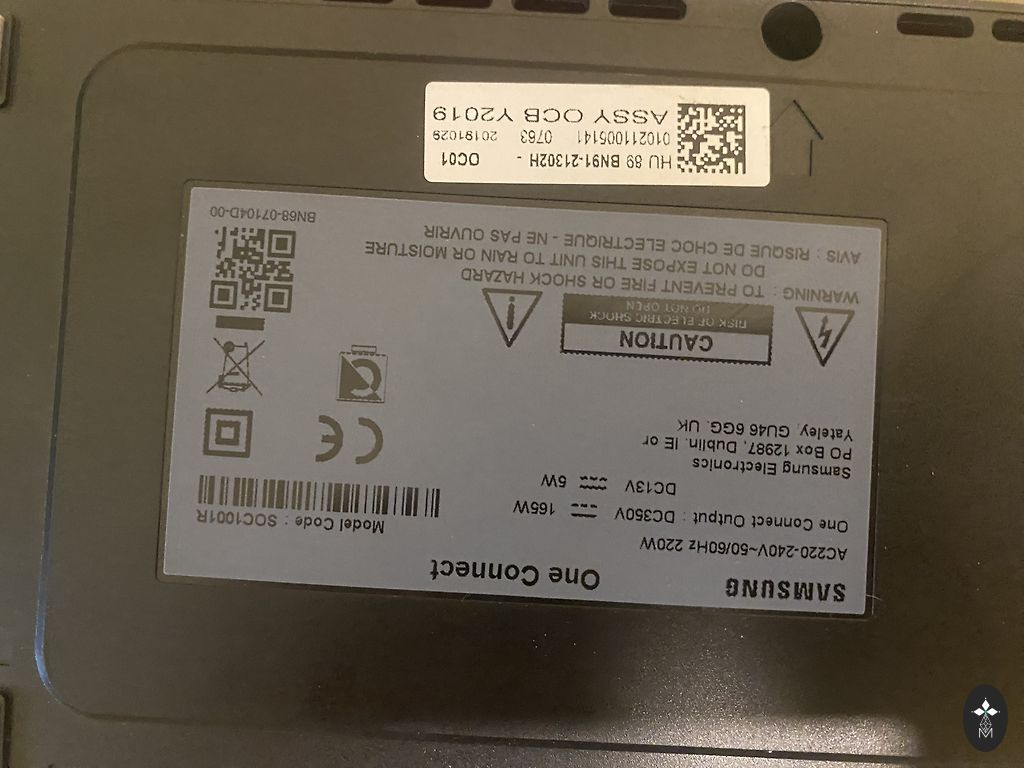 SAMSUNG
One Connect
AC220-240V~50/60Hz 220W
Model Code : SOC1001R
One Connect Output : DC350V 165W
DC13V 6W
Samsung Electronics
PO Box 12987, Dublin. IE or
Yateley, GU46 6GG. UK
CE
CAUTION
RISK OF ELECTRIC SHOCK
DO NOT OPEN
WARNING : TO PREVENT FIRE OR SHOCK HAZARD
DO NOT EXPOSE THIS UNIT TO RAIN OR MOISTURE
AVIS : RISQUE DE CHOC ELECTRIQUE - NE PAS OUVRIR
BN68-07104D-00
HU 89 BN91-21302H - OC01
010211005141 0763 20191029
ASSY OCB Y2019
M